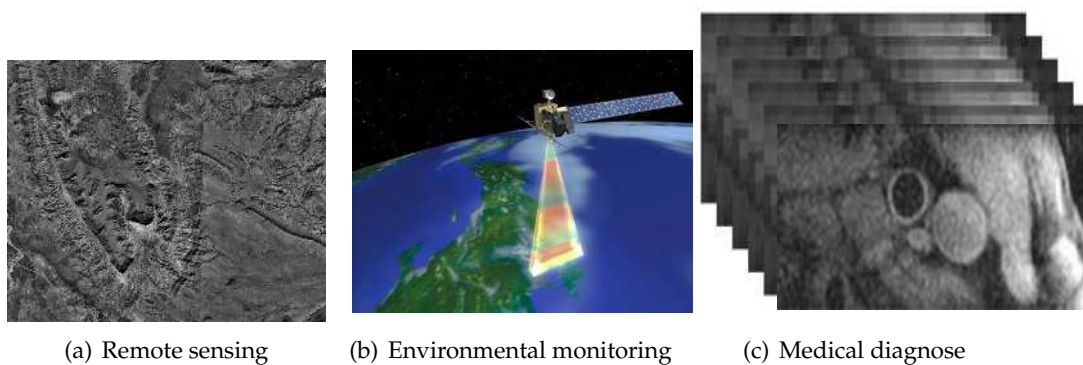 (a) Remote sensing
(b) Environmental monitoring
(c) Medical diagnose